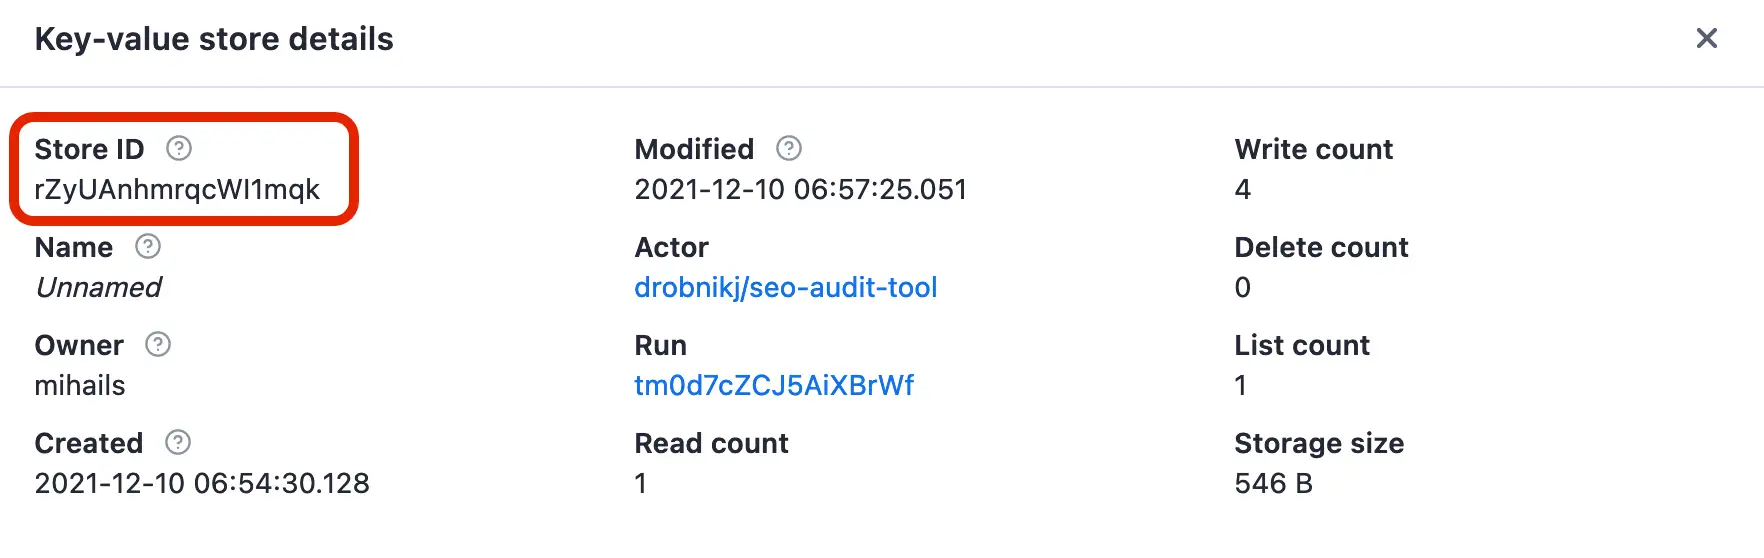 Key-value store details
Store ID
rZyUAnhmrqcWI1mqk
Modified
2021-12-10 06:57:25.051
Write count
4
Name
Unnamed
Actor
drobnikj/seo-audit-tool
Delete count
0
Owner
mihails
Run
tm0d7cZCJ5AiXBrWf
List count
1
Created
2021-12-10 06:54:30.128
Read count
1
Storage size
546 B